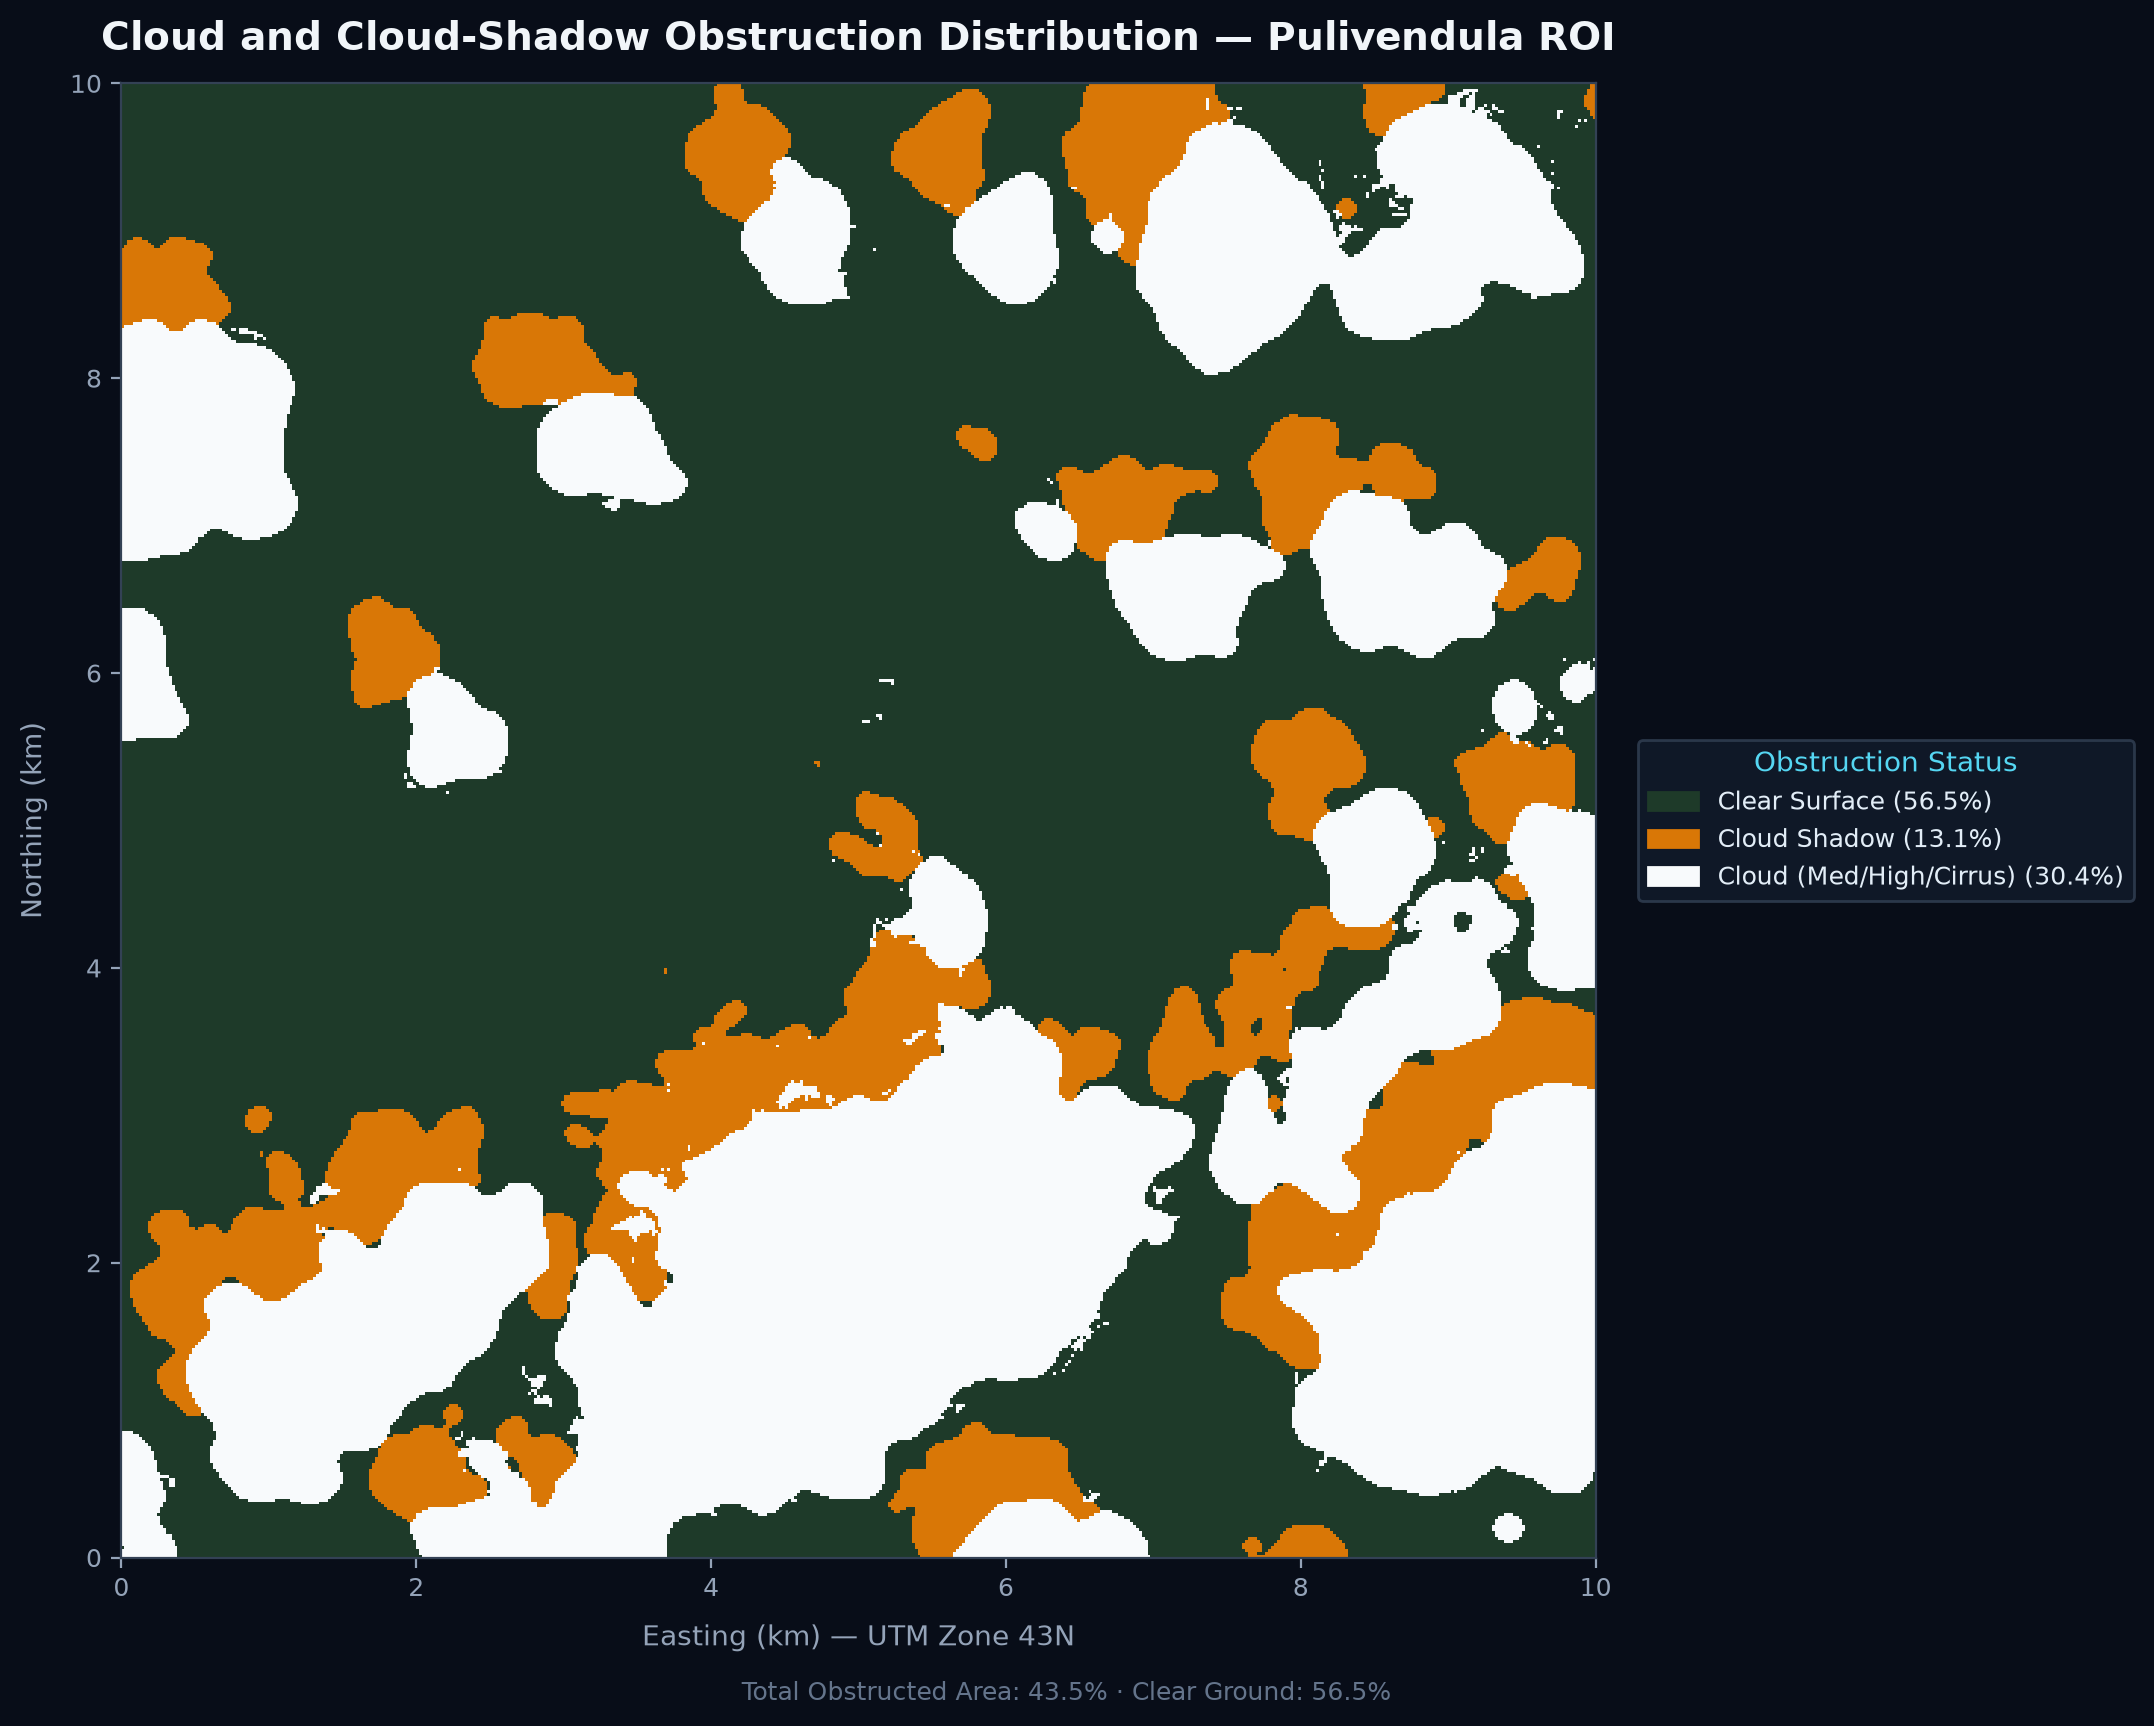 Cloud and Cloud-Shadow Obstruction Distribution — Pulivendula ROI
10
8
6
4
2
0
Northing (km)
0 2 4 6 8 10
Easting (km) — UTM Zone 43N
Obstruction Status
Clear Surface (56.5%)
Cloud Shadow (13.1%)
Cloud (Med/High/Cirrus) (30.4%)
Total Obstructed Area: 43.5% · Clear Ground: 56.5%